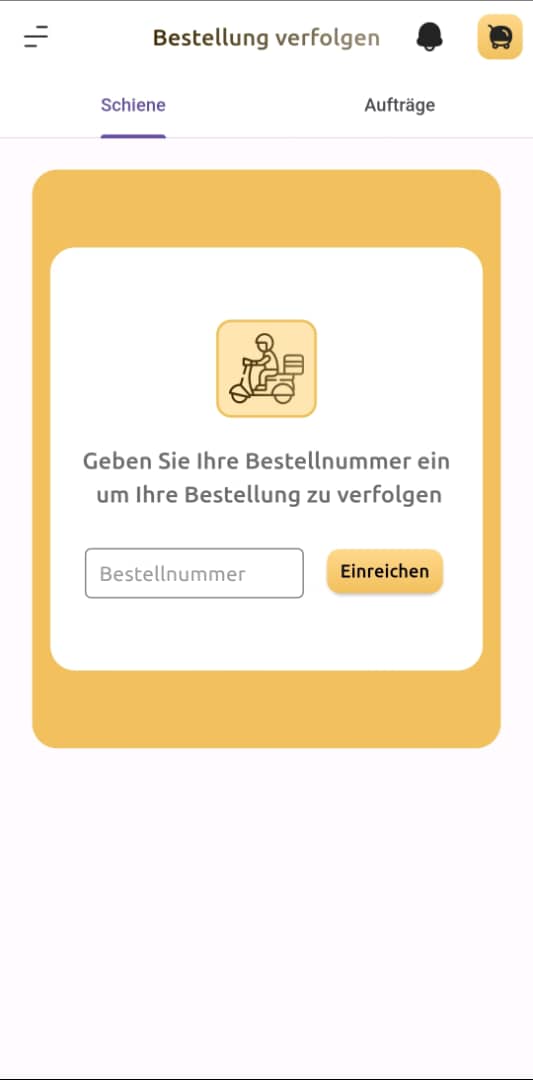 Bestellung verfolgen
Schiene
Aufträge
Geben Sie Ihre Bestellnummer ein
um Ihre Bestellung zu verfolgen
Bestellnummer
Einreichen